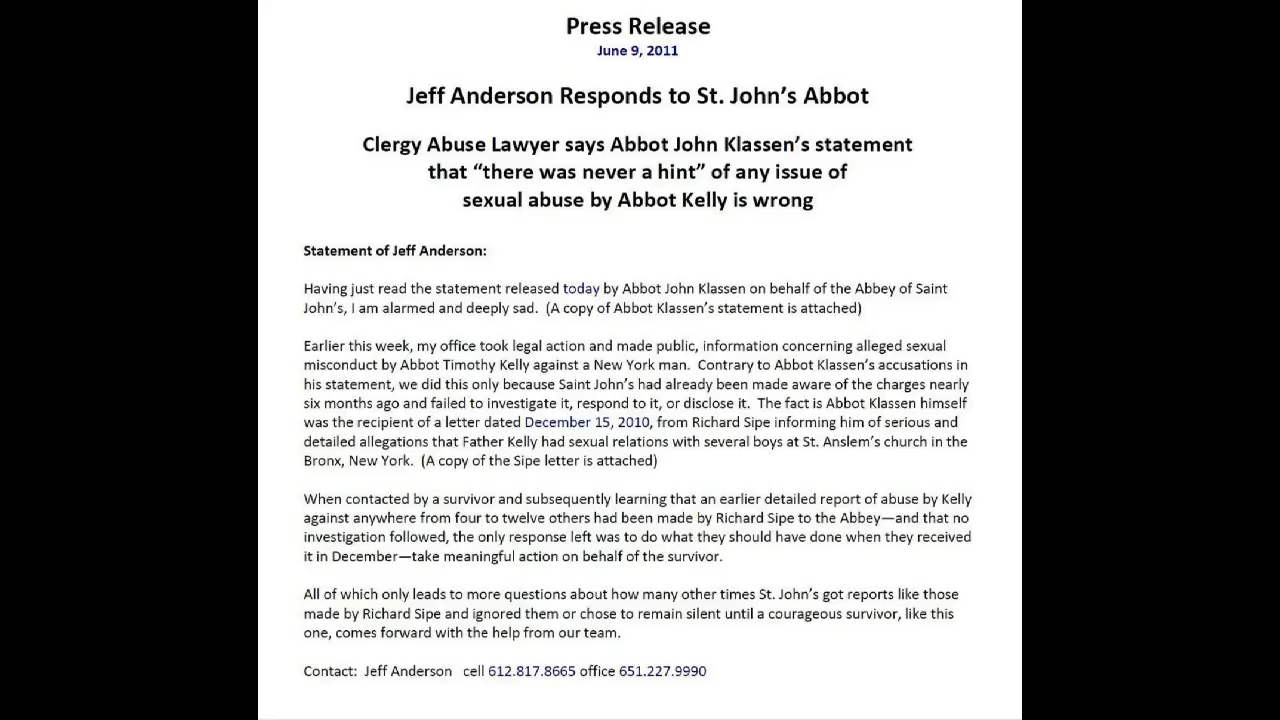 Press Release
June 9, 2011
Jeff Anderson Responds to St. John’s Abbot
Clergy Abuse Lawyer says Abbot John Klassen’s statement
that “there was never a hint” of any issue of
sexual abuse by Abbot Kelly is wrong
Statement of Jeff Anderson:
Having just read the statement released today by Abbot John Klassen on behalf of the Abbey of Saint
John’s, I am alarmed and deeply sad. (A copy of Abbot Klassen’s statement is attached)
Earlier this week, my office took legal action and made public, information concerning alleged sexual
misconduct by Abbot Timothy Kelly against a New York man. Contrary to Abbot Klassen’s accusations in
his statement, we did this only because Saint John’s had already been made aware of the charges nearly
six months ago and failed to investigate it, respond to it, or disclose it. The fact is Abbot Klassen himself
was the recipient of a letter dated December 15, 2010, from Richard Sipe informing him of serious and
detailed allegations that Father Kelly had sexual relations with several boys at St. Anslem’s church in the
Bronx, New York. (A copy of the Sipe letter is attached)
When contacted by a survivor and subsequently learning that an earlier detailed report of abuse by Kelly
against anywhere from four to twelve others had been made by Richard Sipe to the Abbey—and that no
investigation followed, the only response left was to do what they should have done when they received
it in December—take meaningful action on behalf of the survivor.
All of which only leads to more questions about how many other times St. John’s got reports like those
made by Richard Sipe and ignored them or chose to remain silent until a courageous survivor, like this
one, comes forward with the help from our team.
Contact: Jeff Anderson cell 612.817.8665 office 651.227.9990